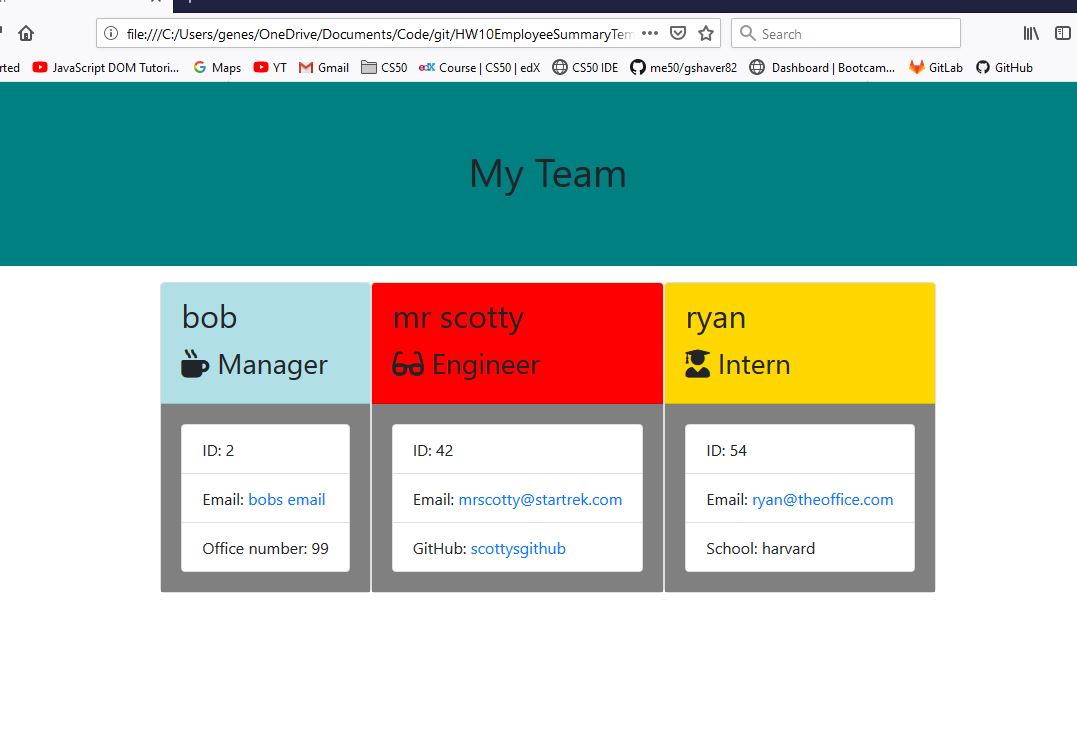 file:///C:/Users/genes/OneDrive/Documents/Code/git/HW10EmployeeSummaryTem
Search
rted JavaScript DOM Tutori... Maps YT Gmail CS50 edX Course | CS50 | edX CS50 IDE me50/gshaver82 Dashboard | Bootcam... GitLab GitHub
My Team
bob
Manager
ID: 2
Email: bobs email
Office number: 99
mr scotty
Engineer
ID: 42
Email: mrscotty@startrek.com
GitHub: scottysgithub
ryan
Intern
ID: 54
Email: ryan@theoffice.com
School: harvard